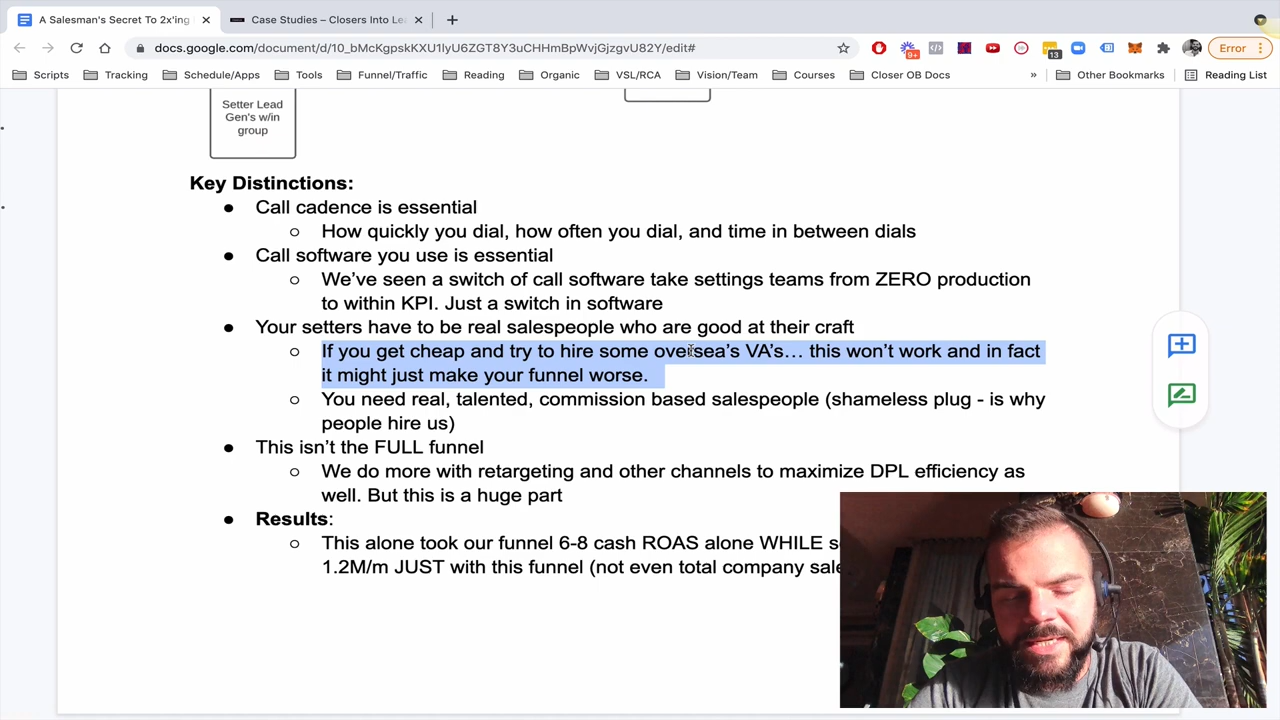 A Salesman's Secret To 2x'ing
Case Studies – Closers Into Le
docs.google.com/document/d/10_bMcKgpskKXU1lyU6ZGT8Y3uCHHmBpWvjGjzgvU82Y/edit#
9+
13
Error
Scripts
Tracking
Schedule/Apps
Tools
Funnel/Traffic
Reading
Organic
VSL/RCA
Vision/Team
Courses
Closer OB Docs
»
Other Bookmarks
Reading List
Setter Lead
Gen's w/in
group
Key Distinctions:
● Call cadence is essential
○ How quickly you dial, how often you dial, and time in between dials
● Call software you use is essential
○ We've seen a switch of call software take settings teams from ZERO production
to within KPI. Just a switch in software
● Your setters have to be real salespeople who are good at their craft
○ If you get cheap and try to hire some oversea's VA's… this won't work and in fact
it might just make your funnel worse.
○ You need real, talented, commission based salespeople (shameless plug - is why
people hire us)
● This isn't the FULL funnel
○ We do more with retargeting and other channels to maximize DPL efficiency as
well. But this is a huge part
● Results:
○ This alone took our funnel 6-8 cash ROAS alone WHILE s
1.2M/m JUST with this funnel (not even total company sal